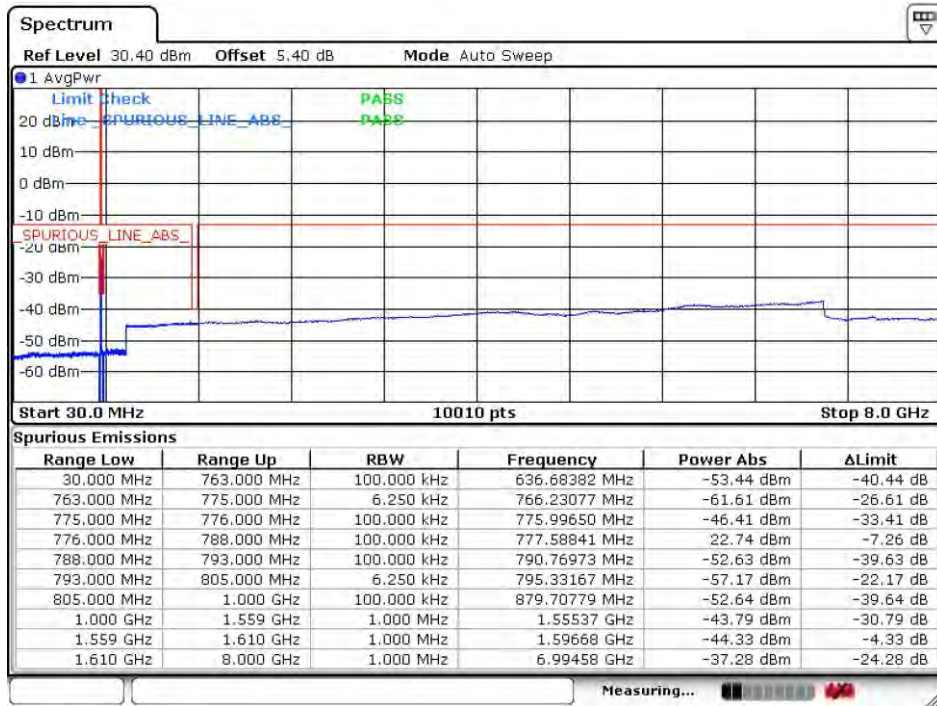 Spectrum
Ref Level 30.40 dBm Offset 5.40 dB Mode Auto Sweep
1 AvgPwr
Limit Check PASS
Line _SPURIOUS_LINE_ABS_ PASS
20 dBm
10 dBm
0 dBm
-10 dBm
_SPURIOUS_LINE_ABS_
-20 dBm
-30 dBm
-40 dBm
-50 dBm
-60 dBm
Start 30.0 MHz 10010 pts Stop 8.0 GHz
Spurious Emissions
Range Low Range Up RBW Frequency Power Abs ΔLimit
30.000 MHz 763.000 MHz 100.000 kHz 636.68382 MHz -53.44 dBm -40.44 dB
763.000 MHz 775.000 MHz 6.250 kHz 766.23077 MHz -61.61 dBm -26.61 dB
775.000 MHz 776.000 MHz 100.000 kHz 775.99650 MHz -46.41 dBm -33.41 dB
776.000 MHz 788.000 MHz 100.000 kHz 777.58841 MHz 22.74 dBm -7.26 dB
788.000 MHz 793.000 MHz 100.000 kHz 790.76973 MHz -52.63 dBm -39.63 dB
793.000 MHz 805.000 MHz 6.250 kHz 795.33167 MHz -57.17 dBm -22.17 dB
805.000 MHz 1.000 GHz 100.000 kHz 879.70779 MHz -52.64 dBm -39.64 dB
1.000 GHz 1.559 GHz 1.000 MHz 1.55537 GHz -43.79 dBm -30.79 dB
1.559 GHz 1.610 GHz 1.000 MHz 1.59668 GHz -44.33 dBm -4.33 dB
1.610 GHz 8.000 GHz 1.000 MHz 6.99458 GHz -37.28 dBm -24.28 dB
Measuring...